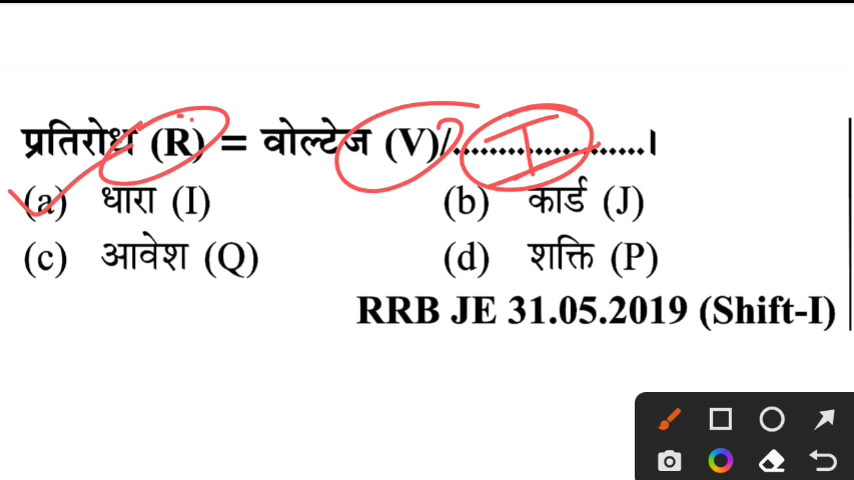 प्रतिरोध (R) = वोल्टेज (V)/.....................।
I
(a) धारा (I) (b) कार्ड (J)
(c) आवेश (Q) (d) शक्ति (P)
RRB JE 31.05.2019 (Shift-I)